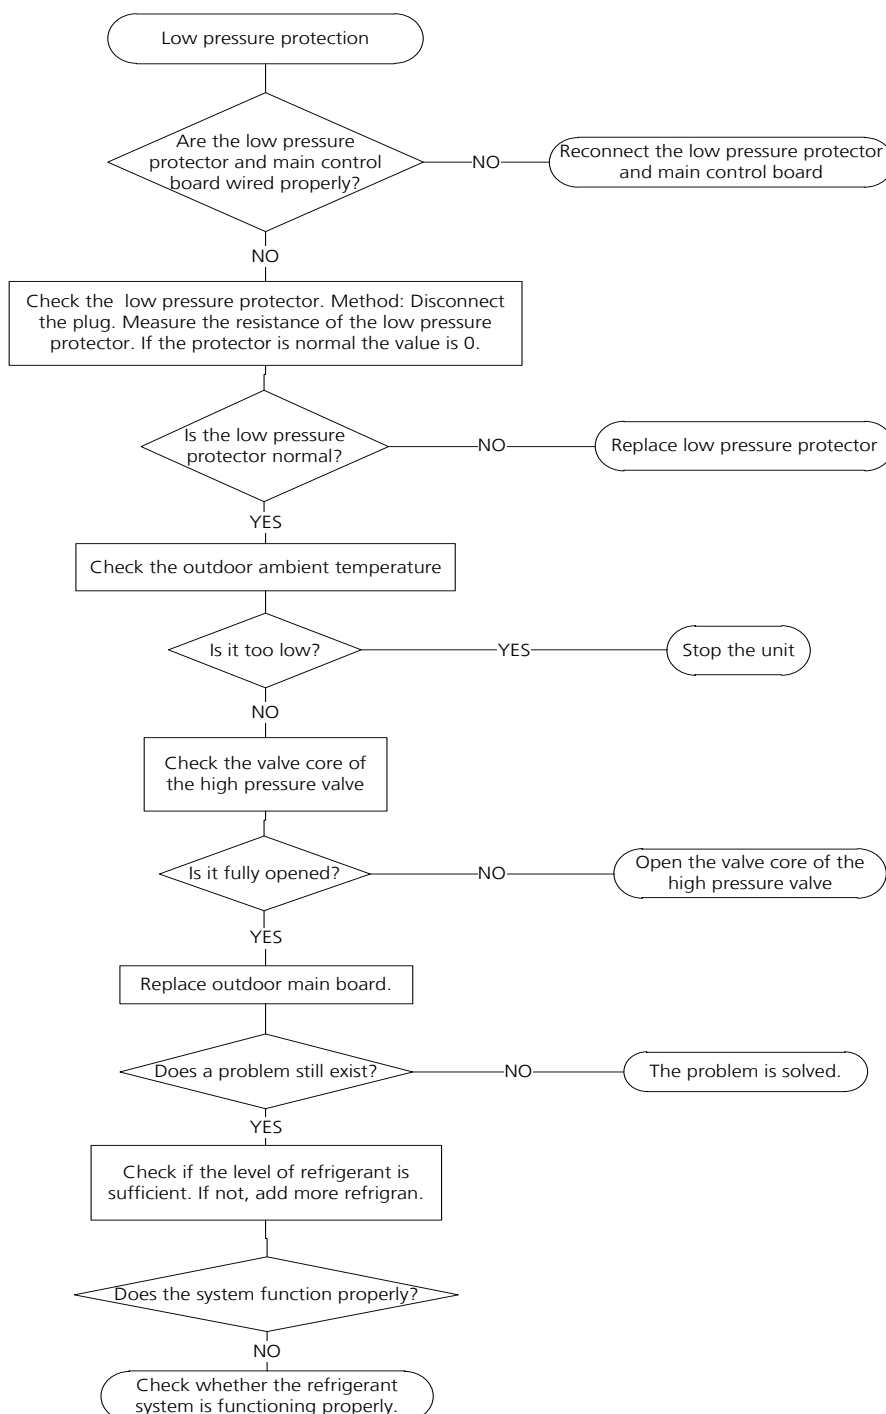 Low pressure protection
Are the low pressure
protector and main control
board wired properly?
NO
Reconnect the low pressure protector
and main control board
NO
Check the  low pressure protector. Method: Disconnect
the plug. Measure the resistance of the low pressure
protector. If the protector is normal the value is 0.
Is the low pressure
protector normal?
NO
Replace low pressure protector
YES
Check the outdoor ambient temperature
Is it too low?
YES
Stop the unit
NO
Check the valve core of
the high pressure valve
Is it fully opened?
NO
Open the valve core of the
high pressure valve
YES
Replace outdoor main board.
Does a problem still exist?
NO
The problem is solved.
YES
Check if the level of refrigerant is
sufficient. If not, add more refrigran.
Does the system function properly?
NO
Check whether the refrigerant
system is functioning properly.